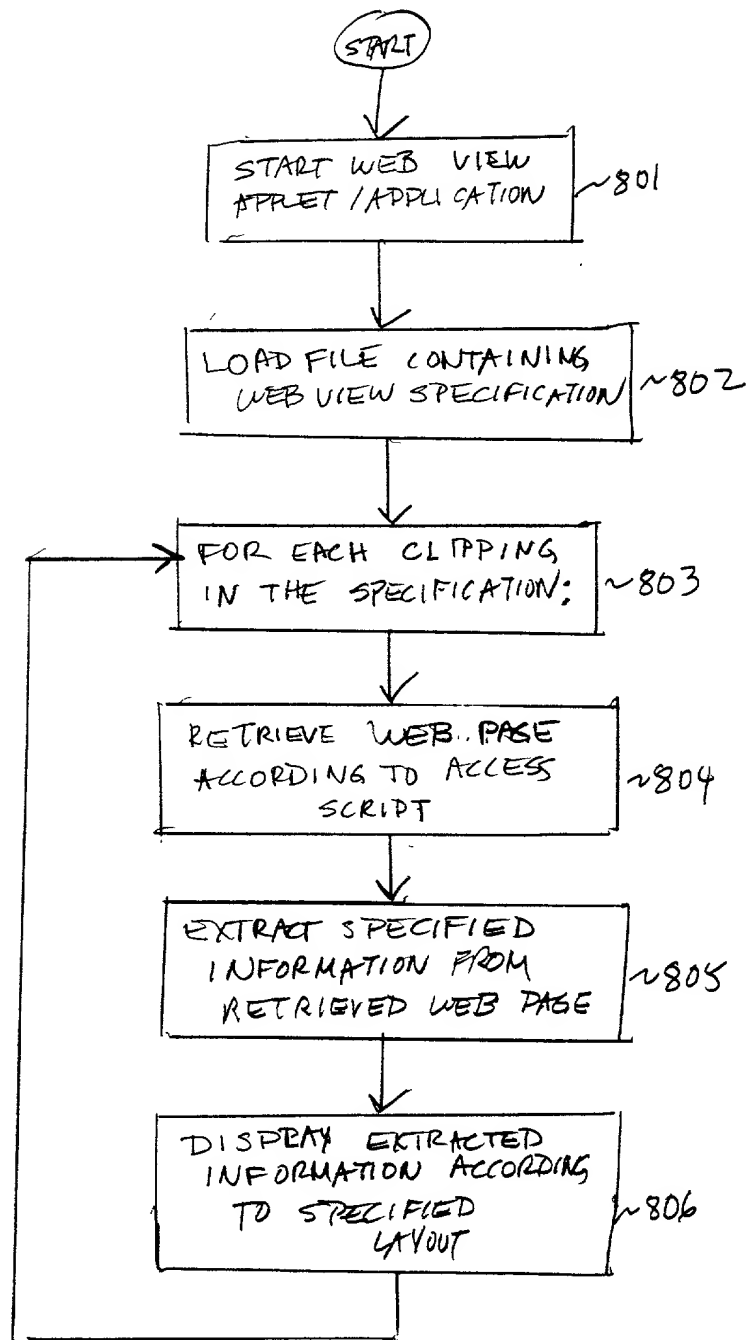 START
START WEB VIEW
APPLET/APPLICATION
~801
LOAD FILE CONTAINING
WEB VIEW SPECIFICATION
~802
FOR EACH CLIPPING
IN THE SPECIFICATION:
~803
RETRIEVE WEB PAGE
ACCORDING TO ACCESS
SCRIPT
~804
EXTRACT SPECIFIED
INFORMATION FROM
RETRIEVED WEB PAGE
~805
DISPLAY EXTRACTED
INFORMATION ACCORDING
TO SPECIFIED
LAYOUT
~806